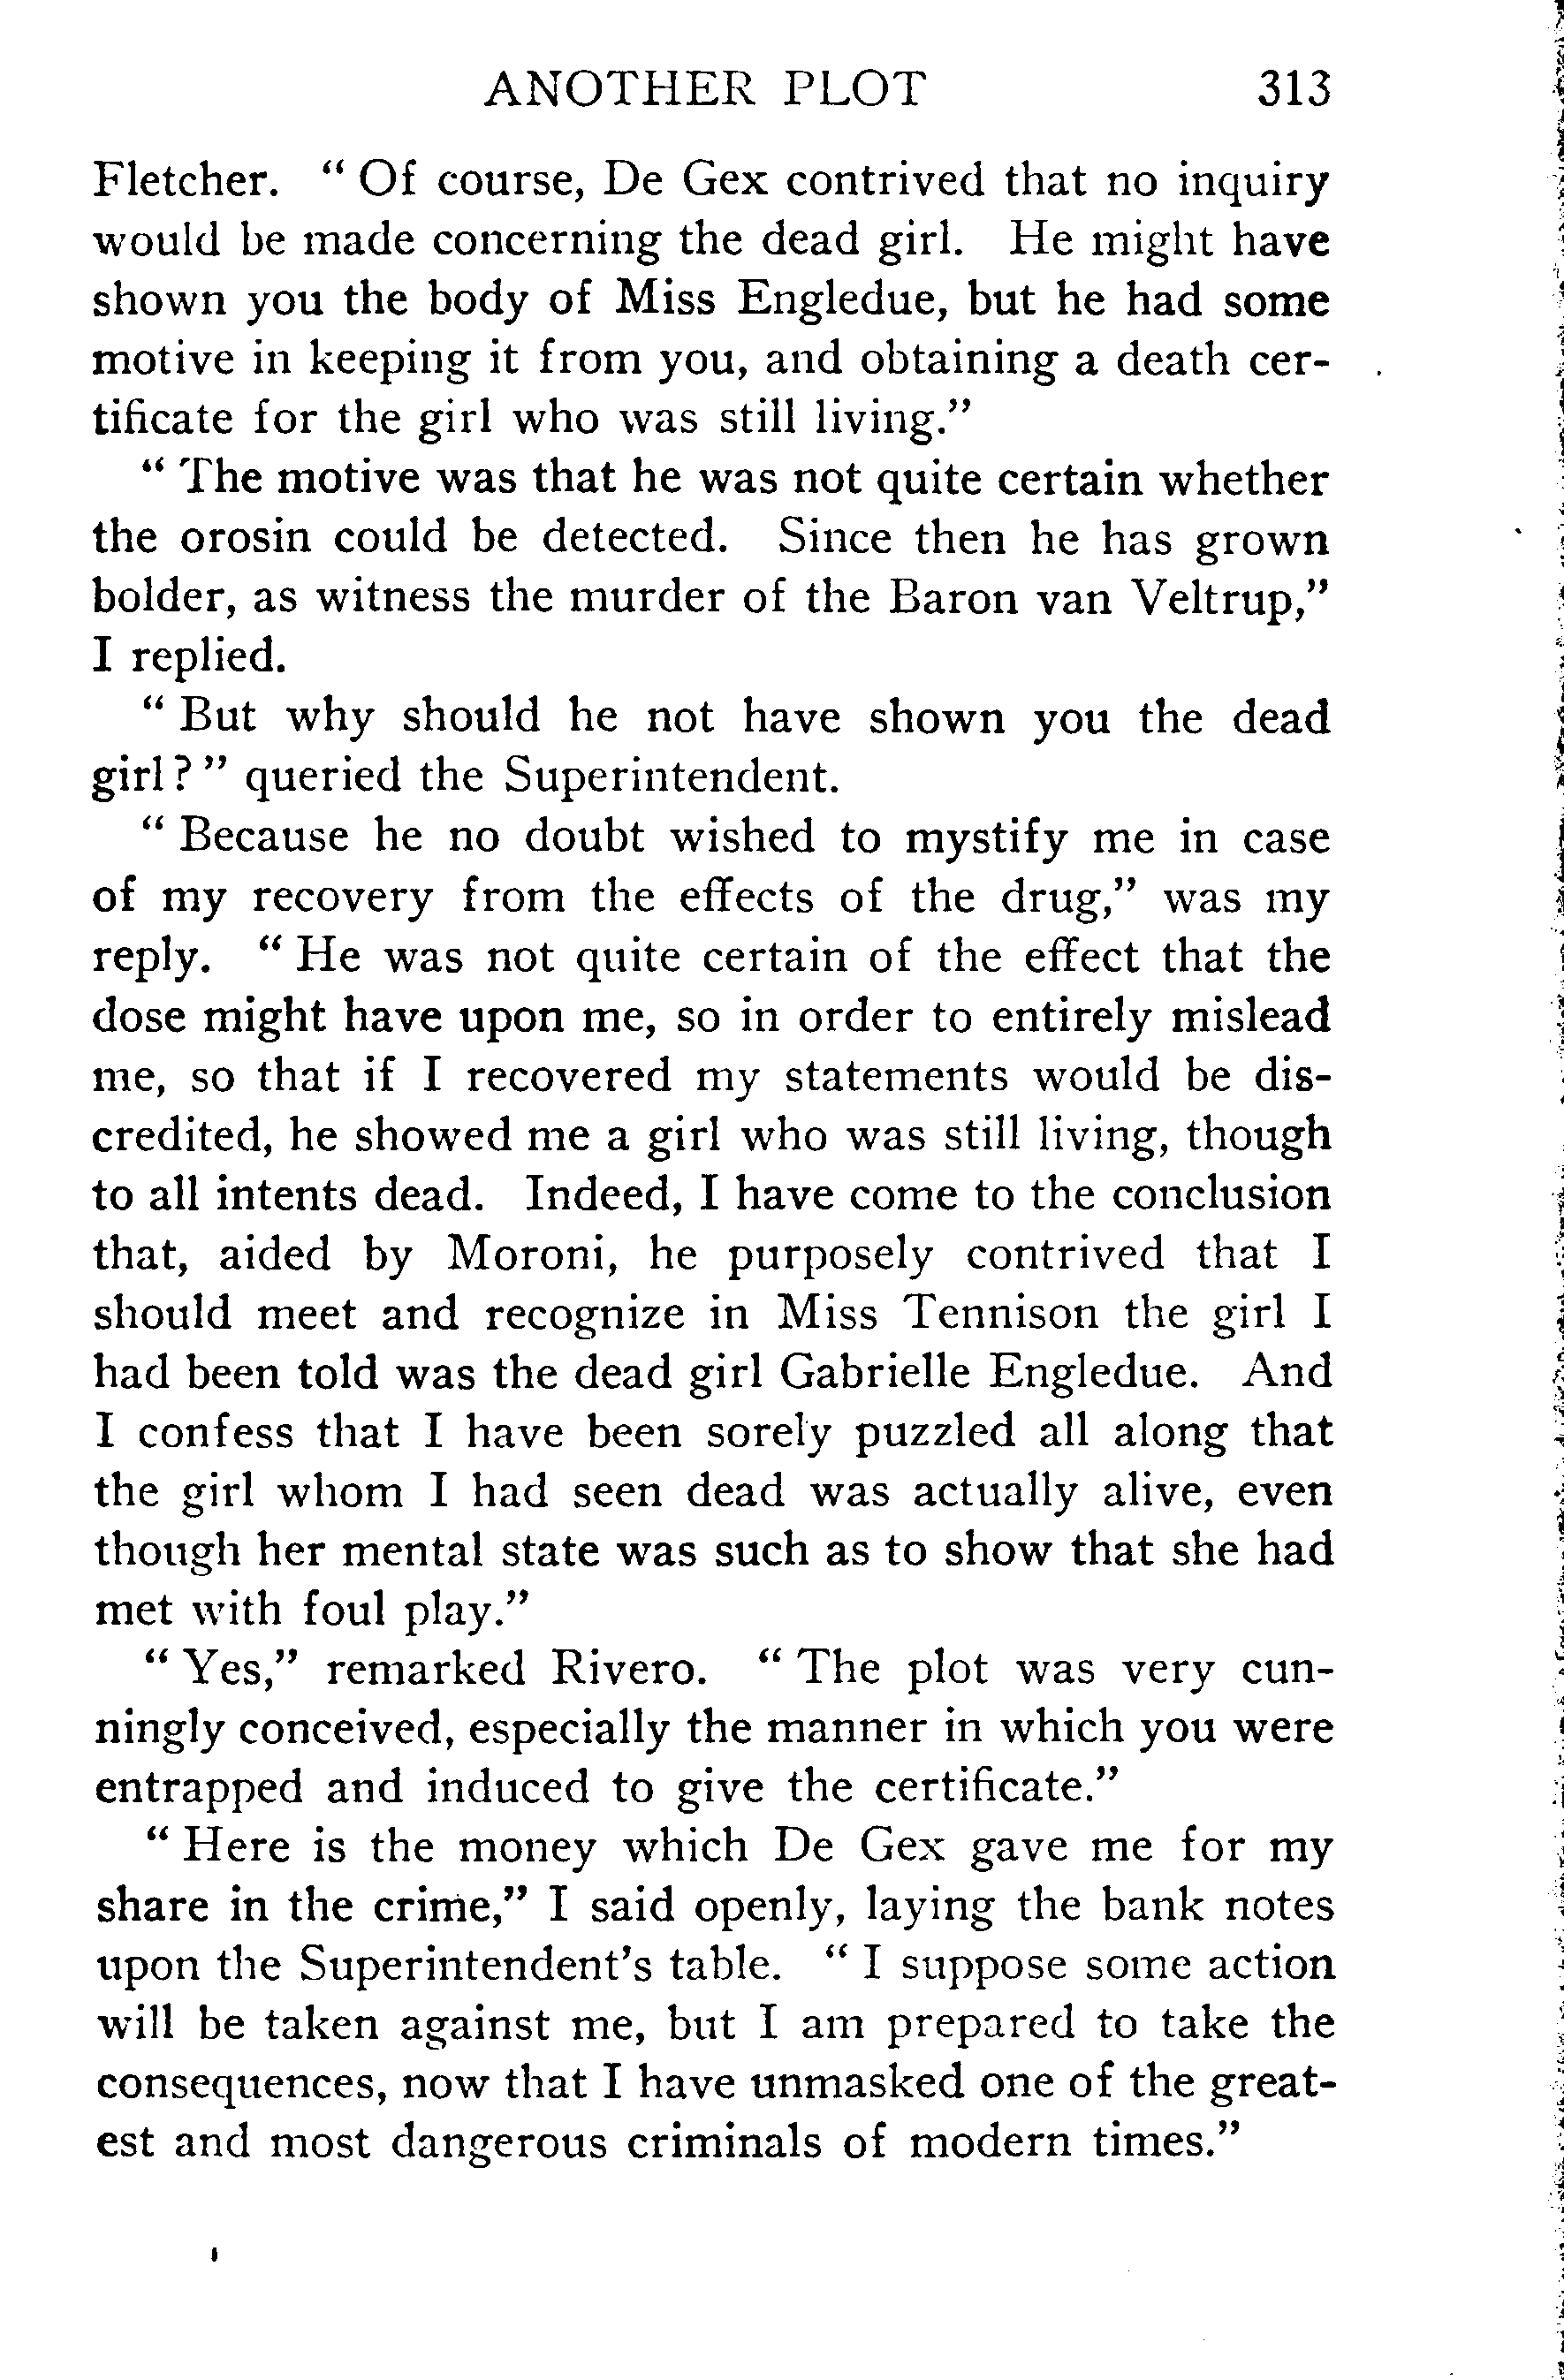 ANOTHER PLOT 313
Fletcher. “ Of course, De Gex contrived that no inquiry
would be made concerning the dead girl. He might have
shown you the body of Miss Engledue, but he had some
motive in keeping it from you, and obtaining a death cer-
tificate for the girl who was still living.”
“ The motive was that he was not quite certain whether
the orosin could be detected. Since then he has grown
bolder, as witness the murder of the Baron van Veltrup,”
I replied.
“ But why should he not have shown you the dead
girl ? ” queried the Superintendent.
“ Because he no doubt wished to mystify me in case
of my recovery from the effects of the drug,” was my
reply. “ He was not quite certain of the effect that the
dose might have upon me, so in order to entirely mislead
me, so that if I recovered my statements would be dis-
credited, he showed me a girl who was still living, though
to all intents dead. Indeed, I have come to the conclusion
that, aided by Moroni, he purposely contrived that I
should meet and recognize in Miss Tennison the girl I
had been told was the dead girl Gabrielle Engledue. And
I confess that I have been sorely puzzled all along that
the girl whom I had seen dead was actually alive, even
though her mental state was such as to show that she had
met with foul play.”
“ Yes,” remarked Rivero. “ The plot was very cun-
ningly conceived, especially the manner in which you were
entrapped and induced to give the certificate.”
“ Here is the money which De Gex gave me for my
share in the crime,” I said openly, laying the bank notes
upon the Superintendent’s table. “ I suppose some action
will be taken against me, but I am prepared to take the
consequences, now that I have unmasked one of the great-
est and most dangerous criminals of modern times.”